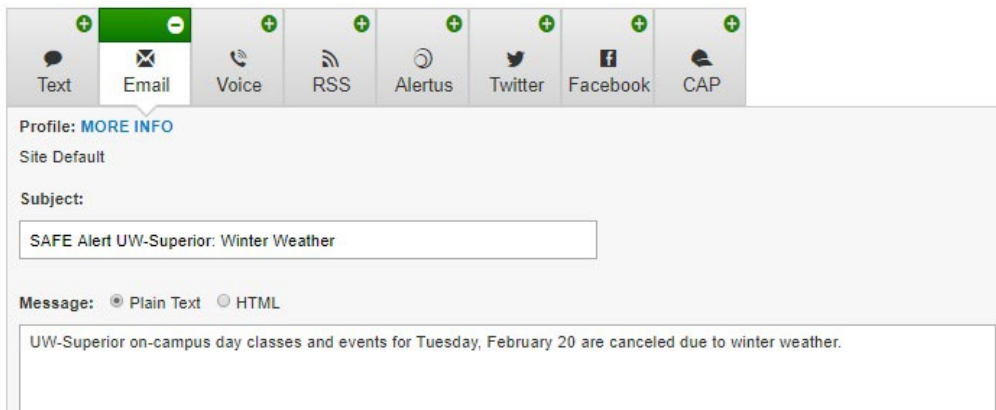 Text Email Voice RSS Alertus Twitter Facebook CAP
Profile: MORE INFO
Site Default
Subject:
SAFE Alert UW-Superior: Winter Weather
Message: Plain Text HTML
UW-Superior on-campus day classes and events for Tuesday, February 20 are canceled due to winter weather.